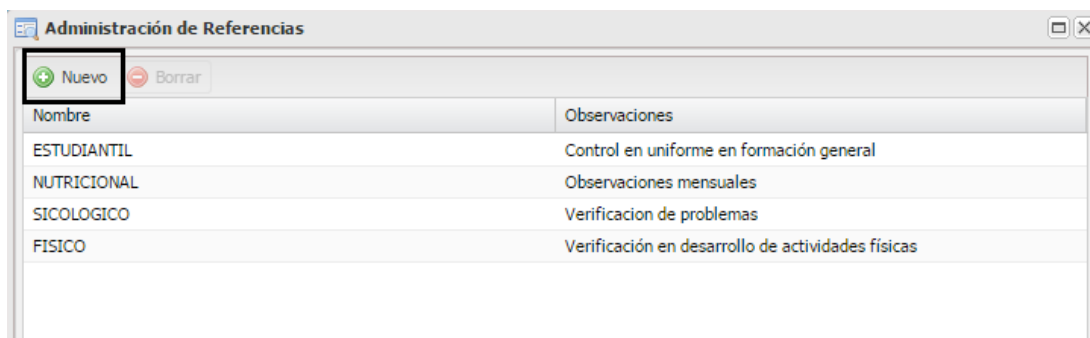 Administración de Referencias
Nuevo Borrar
Nombre Observaciones
ESTUDIANTIL Control en uniforme en formación general
NUTRICIONAL Observaciones mensuales
SICOLOGICO Verificacion de problemas
FISICO Verificación en desarrollo de actividades físicas